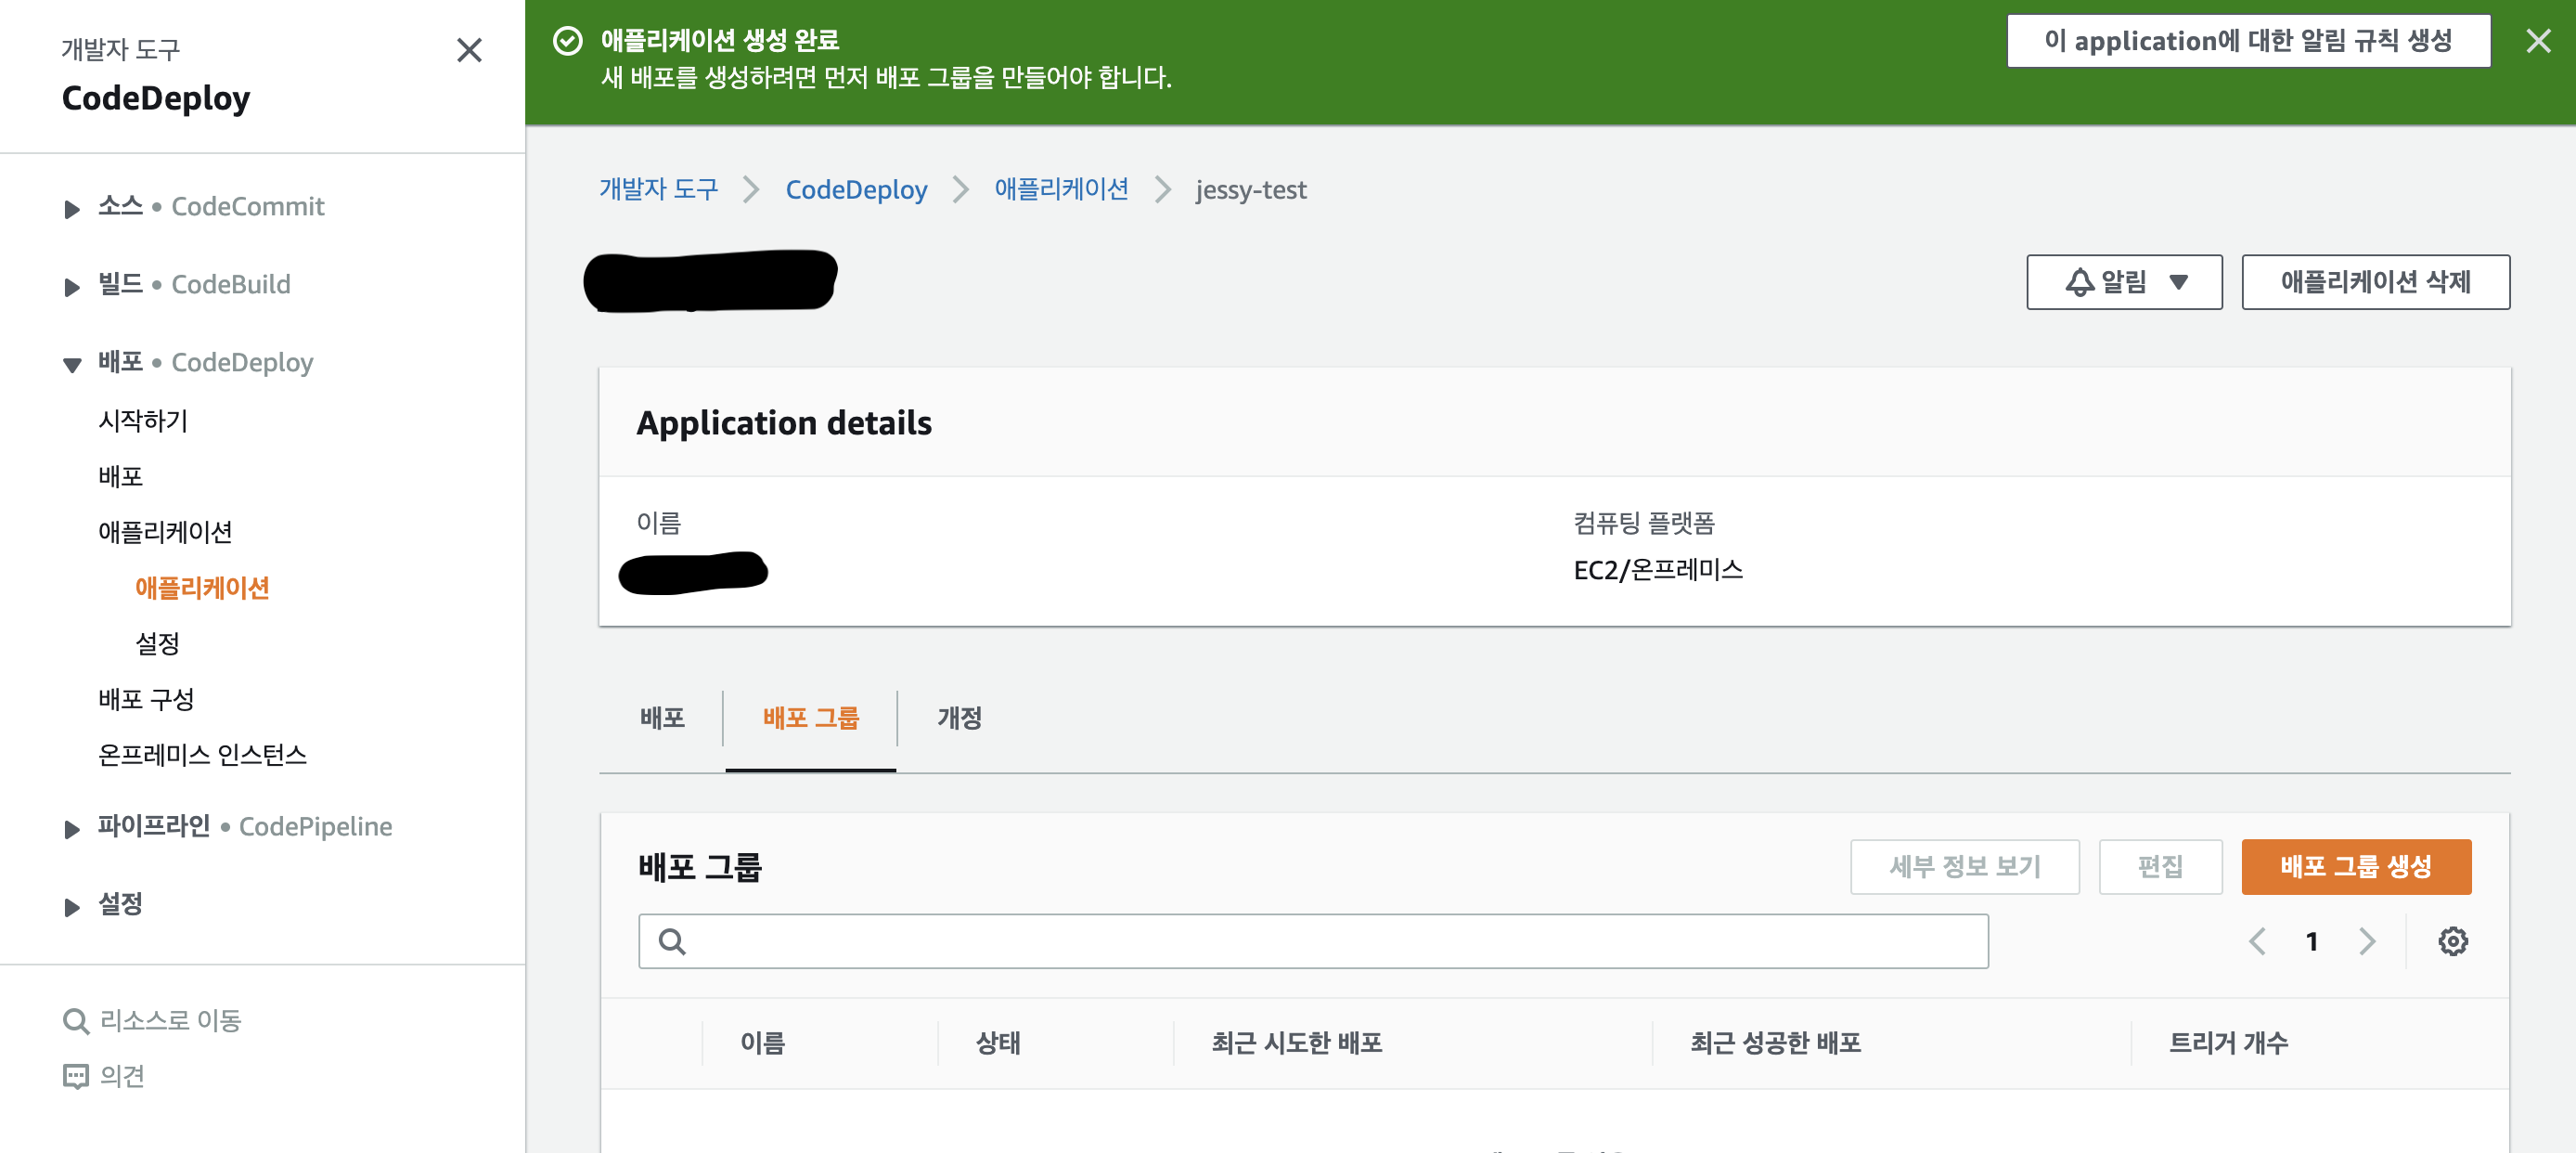 개발자 도구
CodeDeploy
소스 • CodeCommit
빌드 • CodeBuild
배포 • CodeDeploy
시작하기
배포
애플리케이션
애플리케이션
설정
배포 구성
온프레미스 인스턴스
파이프라인 • CodePipeline
설정
리소스로 이동
의견
애플리케이션 생성 완료
새 배포를 생성하려면 먼저 배포 그룹을 만들어야 합니다.
이 application에 대한 알림 규칙 생성
개발자 도구 > CodeDeploy > 애플리케이션 > jessy-test
알림 애플리케이션 삭제
Application details
이름 컴퓨팅 플랫폼
EC2/온프레미스
배포 배포 그룹 개정
배포 그룹 세부 정보 보기 편집 배포 그룹 생성
1
이름 상태 최근 시도한 배포 최근 성공한 배포 트리거 개수